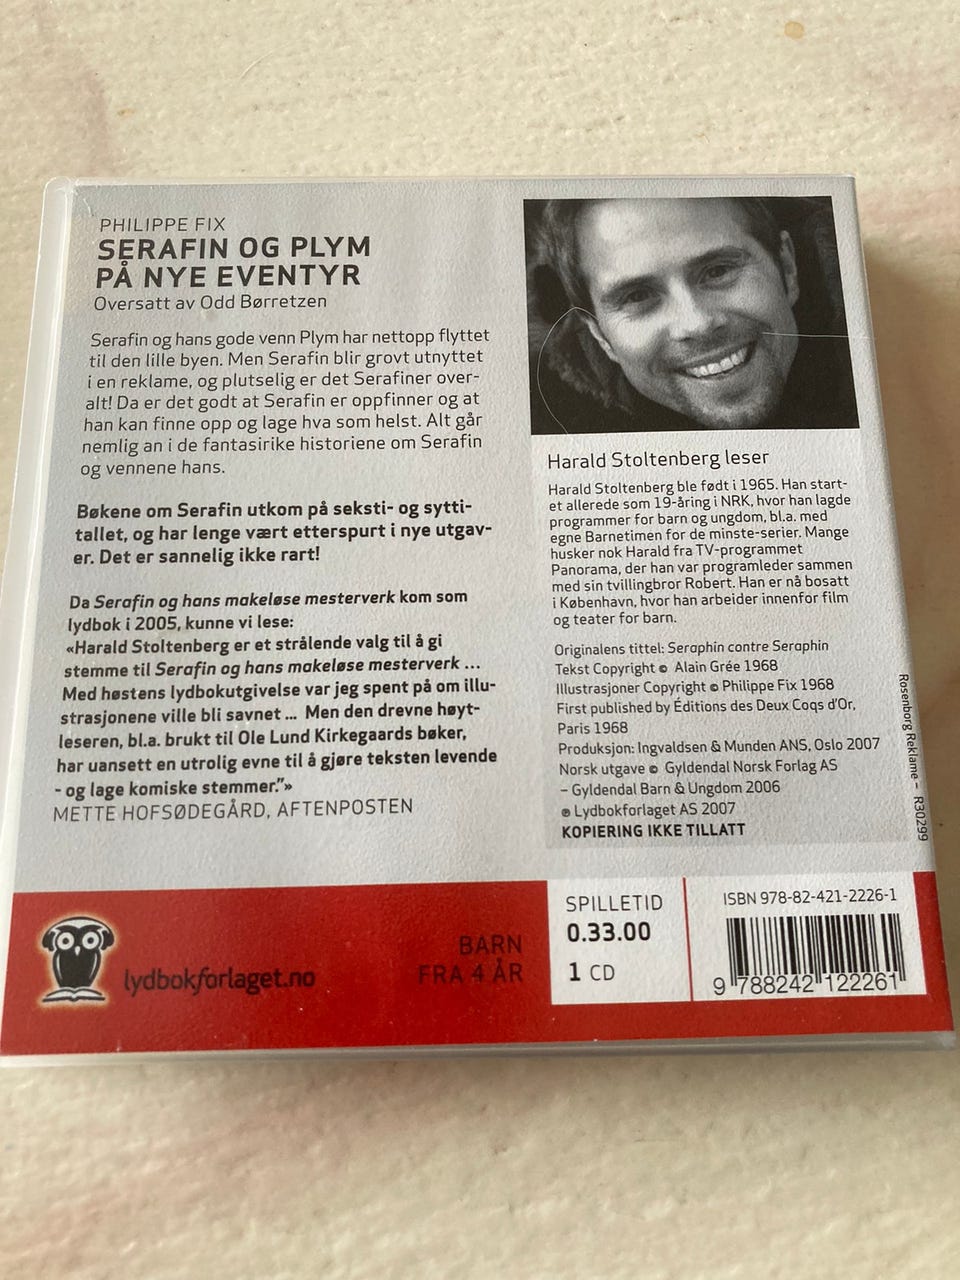 PHILIPPE FIX
SERAFIN OG PLYM
PÅ NYE EVENTYR
Oversatt av Odd Børretzen
Serafin og hans gode venn Plym har nettopp flyttet
til den lille byen. Men Serafin blir grovt utnyttet
i en reklame, og plutselig er det Serafiner over-
alt! Da er det godt at Serafin er oppfinner og at
han kan finne opp og lage hva som helst. Alt går
nemlig an i de fantasirike historiene om Serafin
og vennene hans.
Bøkene om Serafin utkom på seksti- og sytti-
tallet, og har lenge vært etterspurt i nye utgav-
er. Det er sannelig ikke rart!
Da Serafin og hans makeløse mesterverk kom som
lydbok i 2005, kunne vi lese:
«Harald Stoltenberg er et strålende valg til å gi
stemme til Serafin og hans makeløse mesterverk ...
Med høstens lydbokutgivelse var jeg spent på om illu-
strasjonene ville bli savnet ... Men den drevne høyt-
leseren, bl.a. brukt til Ole Lund Kirkegaards bøker,
har uansett en utrolig evne til å gjøre teksten levende
- og lage komiske stemmer."»
METTE HOFSØDEGÅRD, AFTENPOSTEN
Harald Stoltenberg leser
Harald Stoltenberg ble født i 1965. Han start-
et allerede som 19-åring i NRK, hvor han lagde
programmer for barn og ungdom, bl.a. med
egne Barnetimen for de minste-serier. Mange
husker nok Harald fra TV-programmet
Panorama, der han var programleder sammen
med sin tvillingbror Robert. Han er nå bosatt
i København, hvor han arbeider innenfor film
og teater for barn.
Originalens tittel: Seraphin contre Seraphin
Tekst Copyright © Alain Grée 1968
Illustrasjoner Copyright © Philippe Fix 1968
First published by Éditions des Deux Coqs d'Or,
Paris 1968
Produksjon: Ingvaldsen & Munden ANS, Oslo 2007
Norsk utgave © Gyldendal Norsk Forlag AS
– Gyldendal Barn & Ungdom 2006
℗ Lydbokforlaget AS 2007
KOPIERING IKKE TILLATT
Rosenborg Reklame – R30299
lydbokforlaget.no
BARN
FRA 4 ÅR
SPILLETID
0.33.00
1 CD
ISBN 978-82-421-2226-1
9 788242 122261